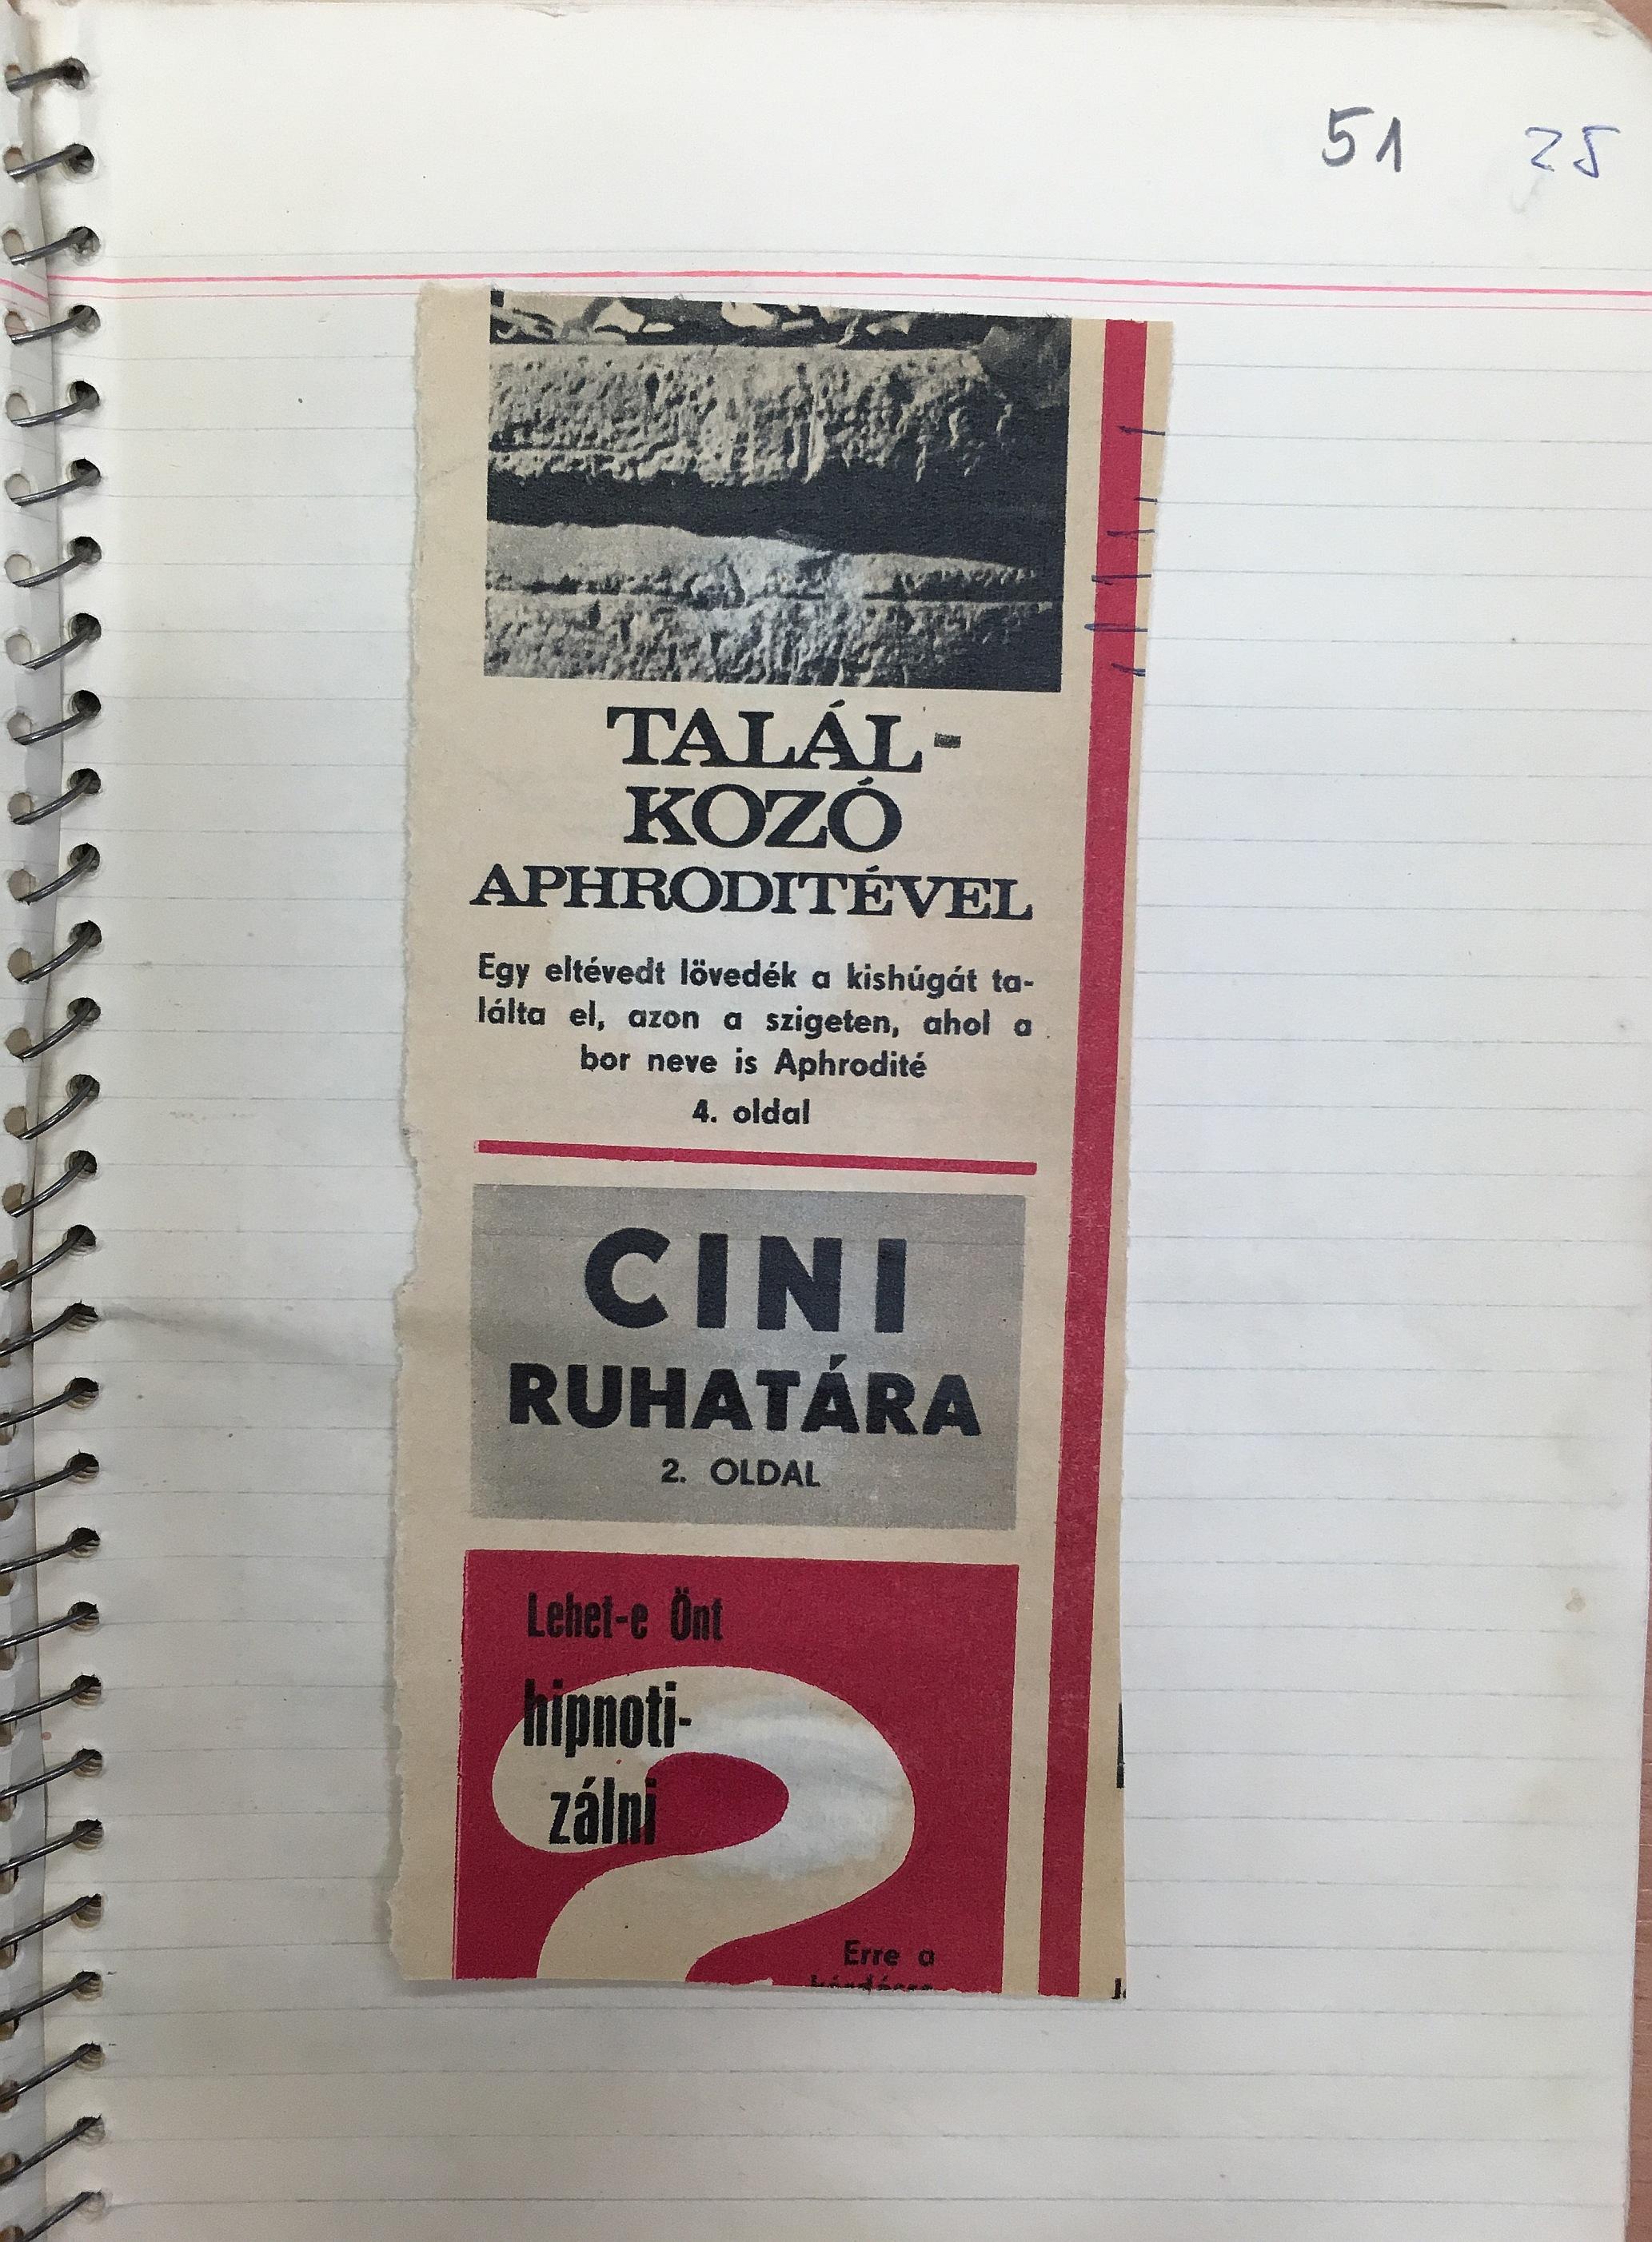 51 25
TALÁL-
KOZÓ
APHRODITÉVEL
Egy eltévedt lövedék a kishúgát ta-
lálta el, azon a szigeten, ahol a
bor neve is Aphrodité
4. oldal
CINI
RUHATÁRA
2. OLDAL
Lehet-e Önt
hipnoti-
zálni
Erre a